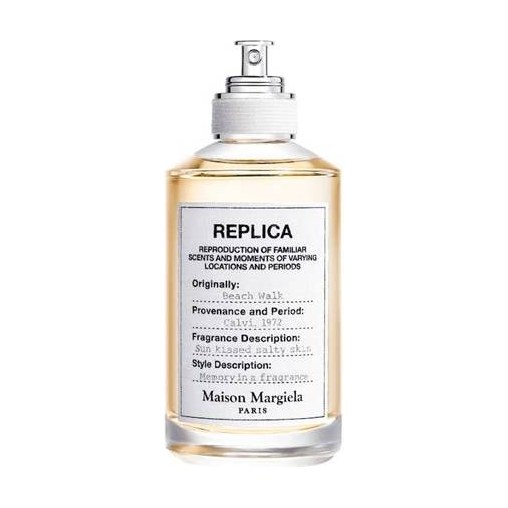 REPLICA
REPRODUCTION OF FAMILIAR
SCENTS AND MOMENTS OF VARYING
LOCATIONS AND PERIODS
Originally:
Beach Walk
Provenance and Period:
Calvi, 1972
Fragrance Description:
Sun kissed salty skin
Style Description:
Memory in a fragrance
Maison Margiela
PARIS